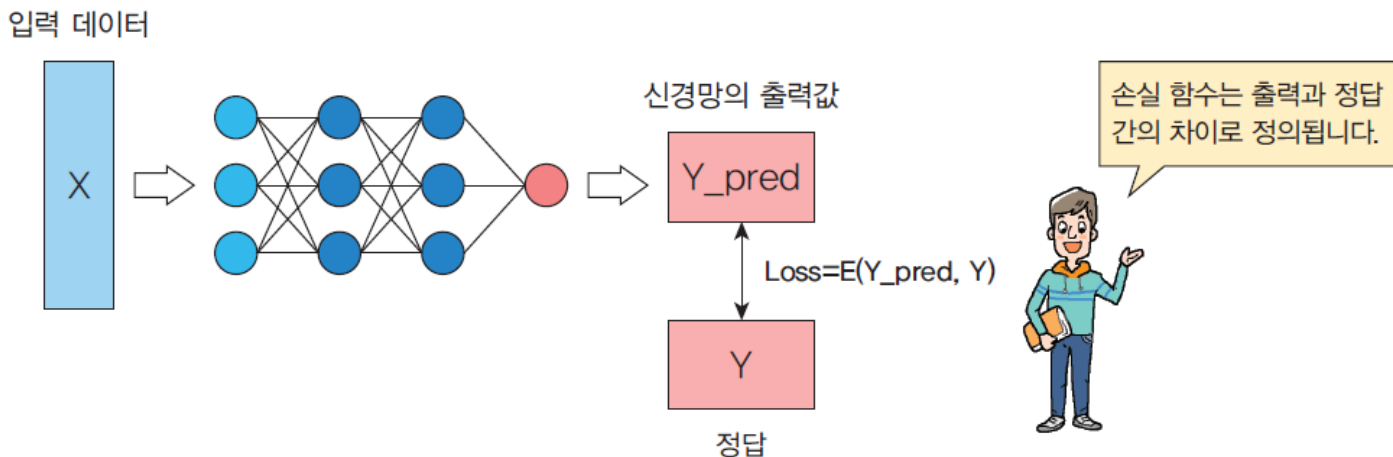 입력 데이터
X
신경망의 출력값
Y_pred
Loss=E(Y_pred, Y)
Y
정답
손실 함수는 출력과 정답
간의 차이로 정의됩니다.